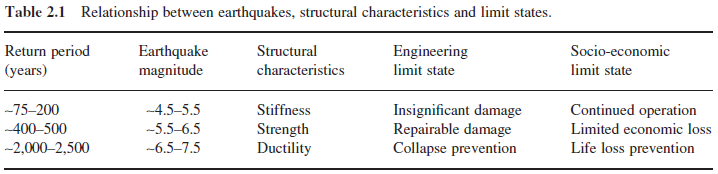 Table 2.1 Relationship between earthquakes, structural characteristics and limit states.
Return period Earthquake Structural Engineering Socio-economic
(years) magnitude characteristics limit state limit state
~75–200 ~4.5–5.5 Stiffness Insignificant damage Continued operation
~400–500 ~5.5–6.5 Strength Repairable damage Limited economic loss
~2,000–2,500 ~6.5–7.5 Ductility Collapse prevention Life loss prevention